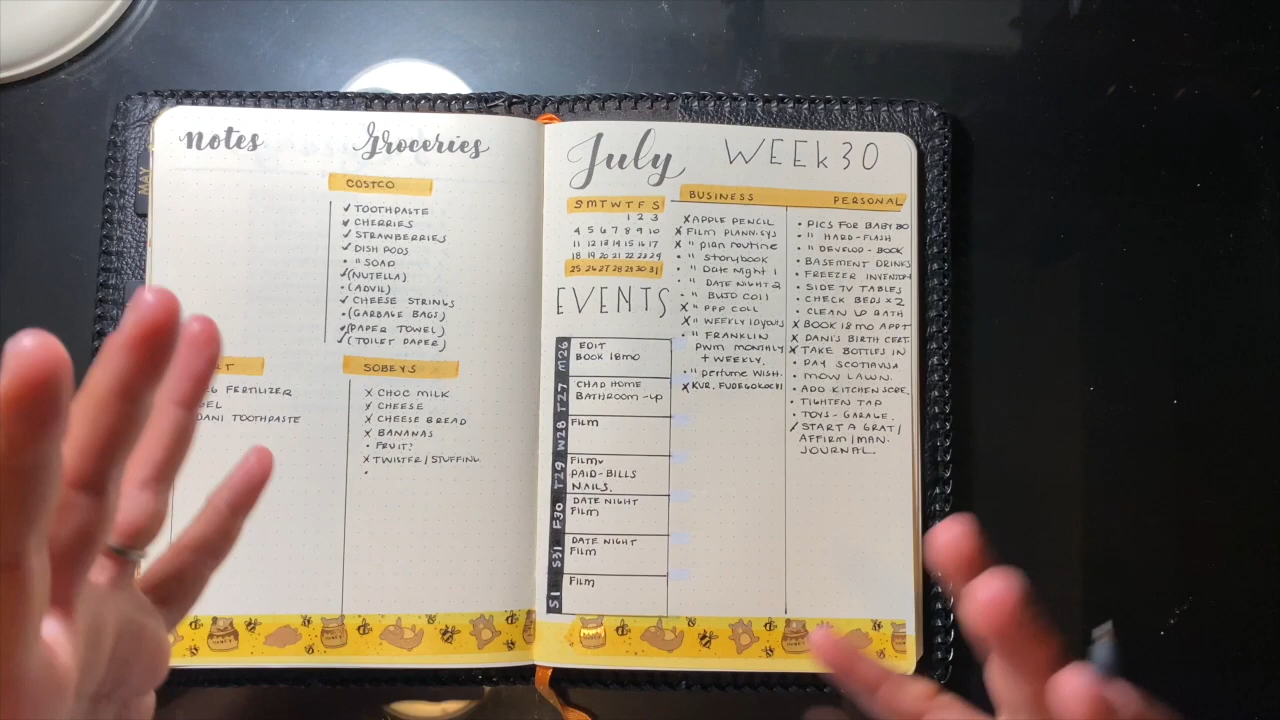 notes
Groceries
MAY
COSTCO
✓ TOOTHPASTE
✓ CHERRIES
✓ STRAWBERRIES
✓ DISH PODS
• " SOAP
✓ (NUTELLA)
• (ADVIL)
✓ CHEESE STRINGS
• (GARBAGE BAGS)
✓ (PAPER TOWEL)
✓ (TOILET PAPER)
FERTILIZER
DANI TOOTHPASTE
SOBEYS
X CHOC MILK
X CHEESE
X CHEESE BREAD
X BANANAS
• FRUIT?
X TWISTER/STUFFING
July
WEEK 30
S M T W T F S
1 2 3
4 5 6 7 8 9 10
11 12 13 14 15 16 17
18 19 20 21 22 23 24
25 26 27 28 29 30 31
EVENTS
M26
EDIT
BOOK 18mo
T27
CHAD HOME
BATHROOM -UP
W28
FILM
T29
FILM
PAID-BILLS
NAILS.
F30
DATE NIGHT
FILM
S31
DATE NIGHT
FILM
S1
FILM
BUSINESS
X APPLE PENCIL
X FILM PLANN. SYS
X " plan routine
• " Storybook
• " Date Night 1
• " DATE NIGHT 2
• " BUJO COLL
X " PPP COLL
X " WEEKLY layouts
• " FRANKLIN
PWM MONTHLY
+ WEEKLY.
• " perfume WISH.
X KUR. FUDEGOKOCHI
PERSONAL
• PICS FOR BABY BO
• " HARD-FLASH
• " DEVELOP - BOOK
• BASEMENT DRINKS
• FREEZER INVENTORY
• SIDE TV TABLES
• CHECK BEDS x2
• CLEAN UP BATH
X BOOK 18 MO APPT
X DANI'S BIRTH CERT.
X TAKE BOTTLES IN
• PAY SCOTIAVISA
• MOW LAWN.
• ADD KITCHEN SCRE.
• TIGHTEN TAP
• TOYS - GARAGE.
/ START A GRAT/
AFFIRM/MAN.
JOURNAL.